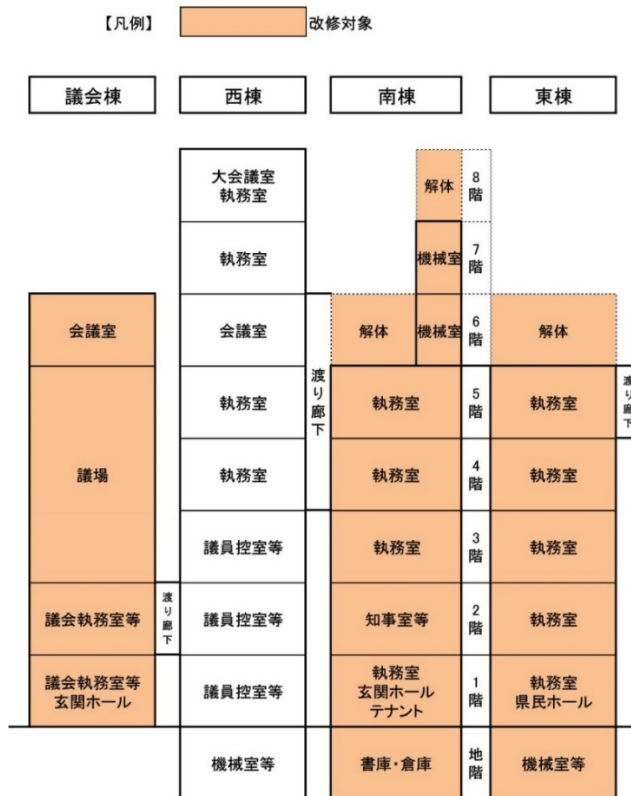 【凡例】 改修対象
議会棟 西棟 南棟 東棟
大会議室
執務室
解体
8階
執務室
機械室
7階
会議室
会議室
解体
機械室
6階
解体
渡り廊下
議場
執務室
執務室
5階
執務室
渡り廊下
執務室
執務室
4階
執務室
議員控室等
執務室
3階
執務室
議会執務室等
渡り廊下
議員控室等
知事室等
2階
執務室
議会執務室等
玄関ホール
議員控室等
執務室
玄関ホール
テナント
1階
執務室
県民ホール
機械室等
書庫・倉庫
地階
機械室等